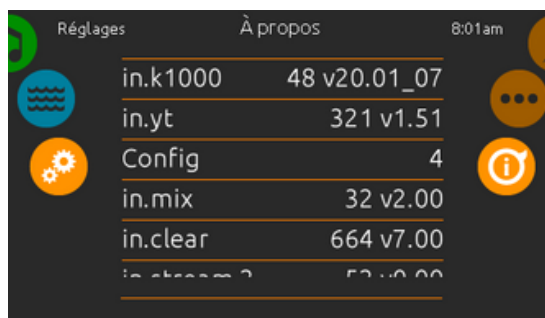 Réglages À propos 8:01am
in.k1000 48 v20.01_07
in.yt 321 v1.51
Config 4
in.mix 32 v2.00
in.clear 664 v7.00